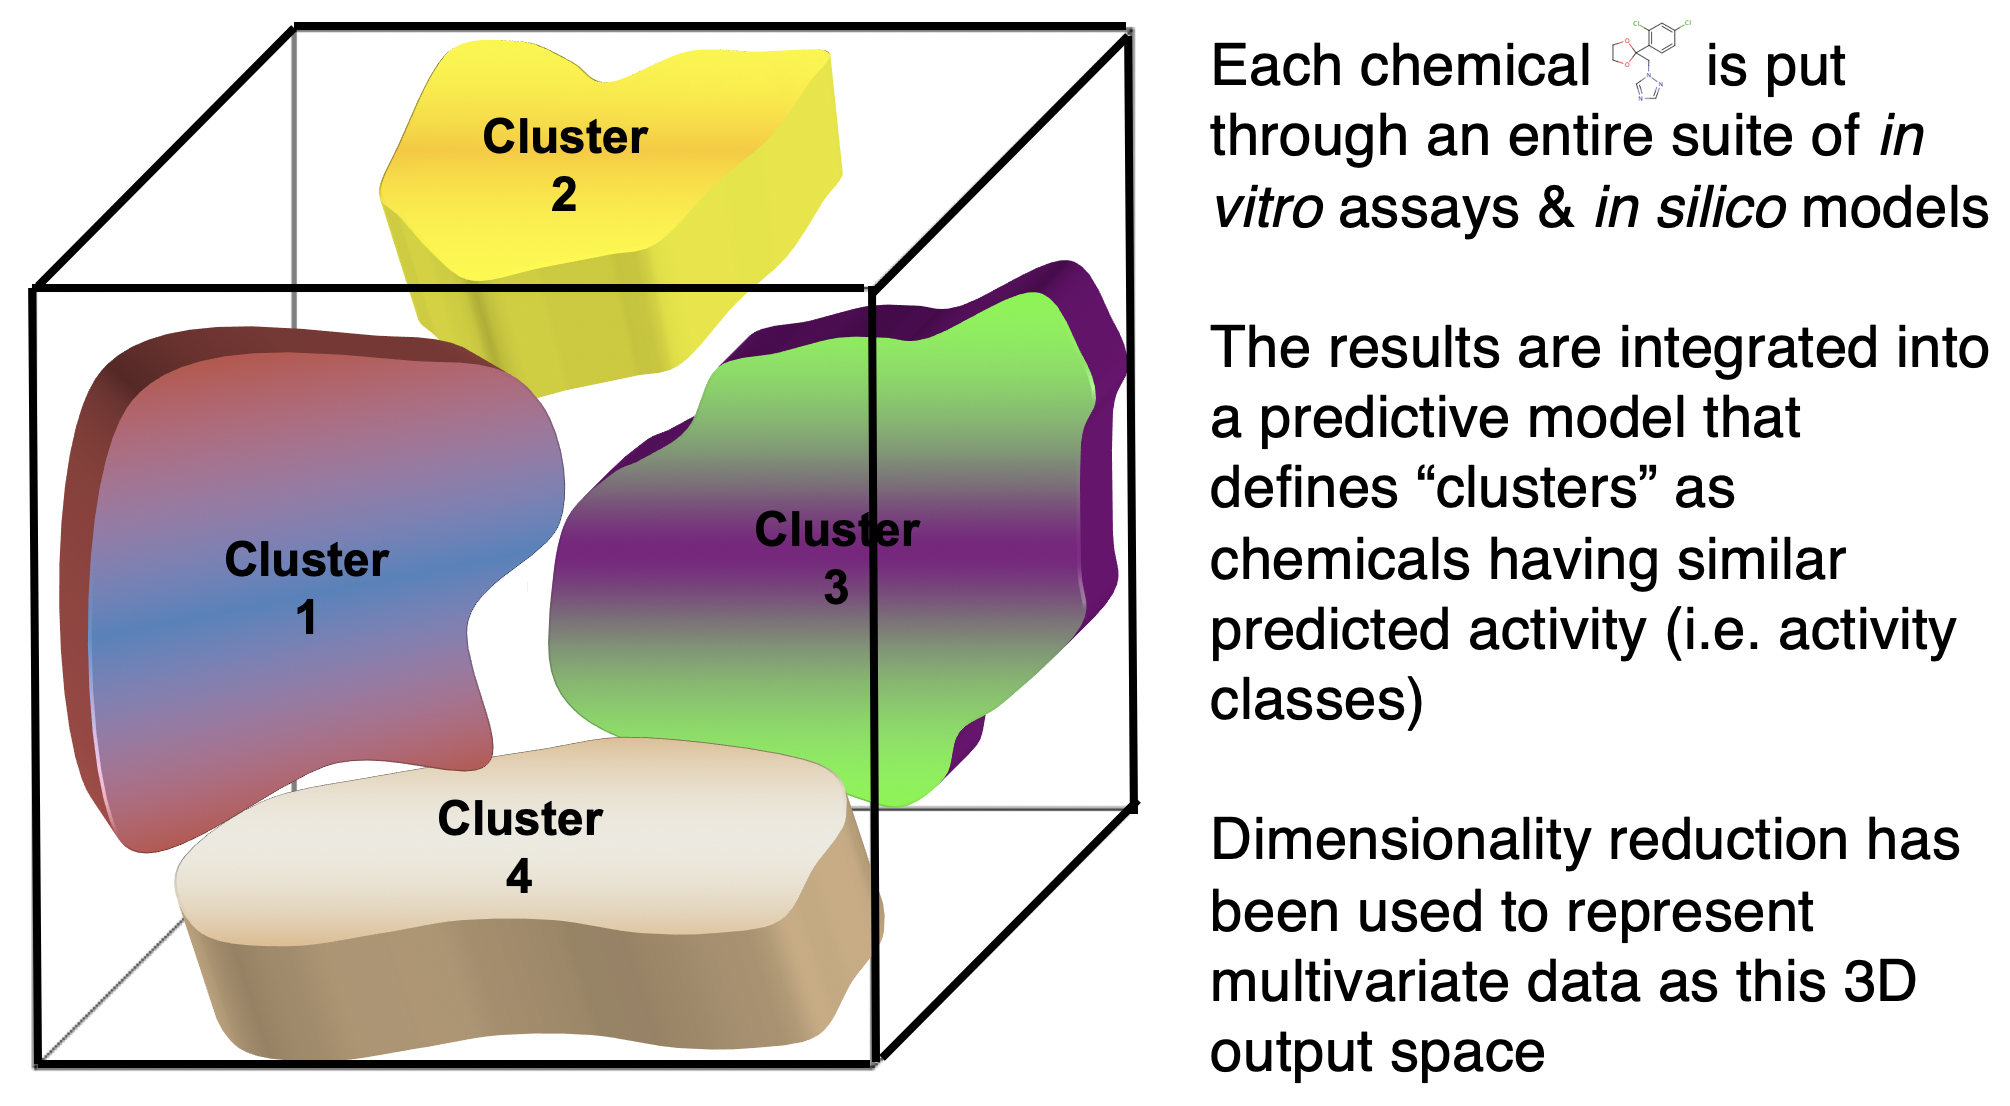 Cluster
2
Cluster
1
Cluster
3
Cluster
4
Each chemical is put
through an entire suite of in
vitro assays & in silico models
The results are integrated into
a predictive model that
defines “clusters” as
chemicals having similar
predicted activity (i.e. activity
classes)
Dimensionality reduction has
been used to represent
multivariate data as this 3D
output space
Cl
Cl
O
O
N
N
N